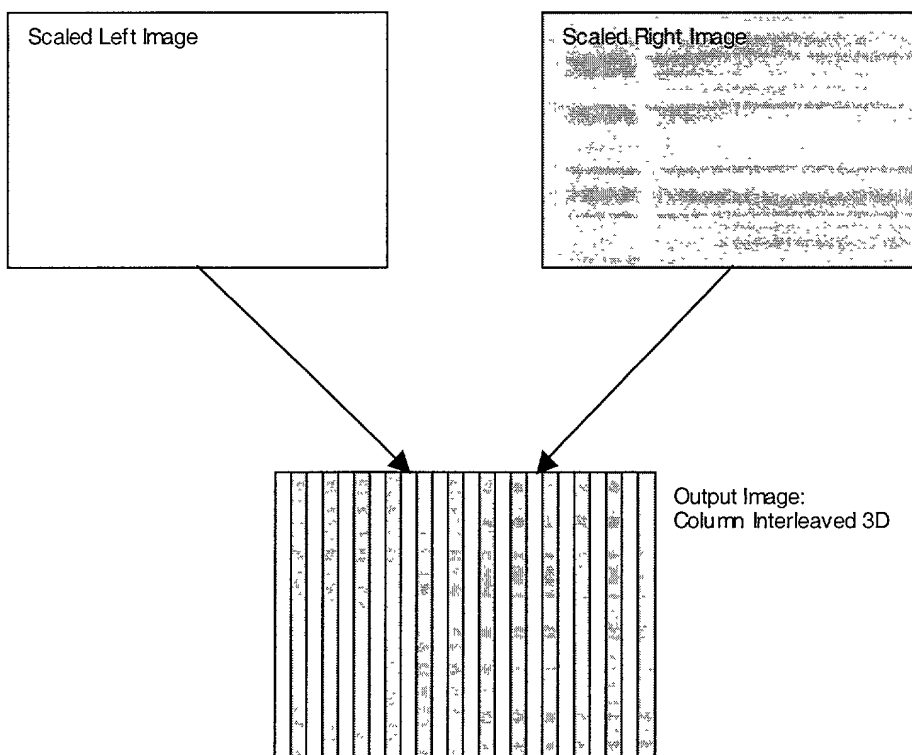 Scaled Left Image
Scaled Right Image
Output Image:
Column Interleaved 3D